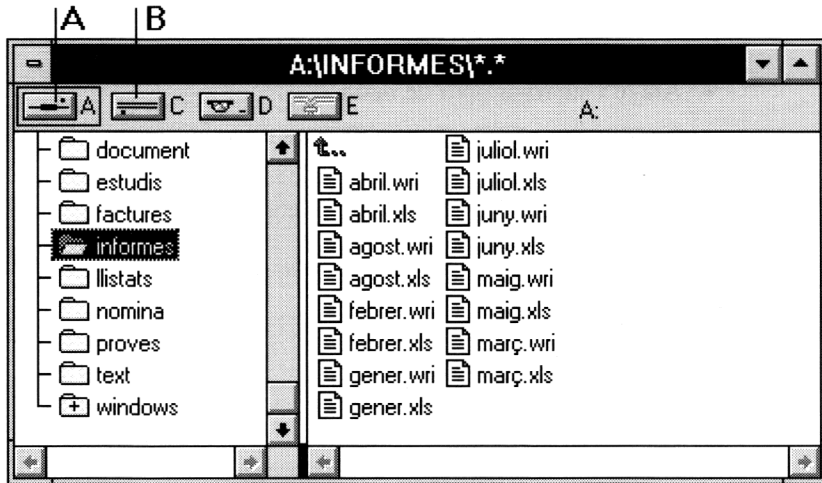 A B
A:\INFORMES\*.*
A C D E A:
document
estudis
factures
informes
llistats
nomina
proves
text
windows
abril.wri
abril.xls
agost.wri
agost.xls
febrer.wri
febrer.xls
gener.wri
gener.xls
juliol.wri
juliol.xls
juny.wri
juny.xls
maig.wri
maig.xls
març.wri
març.xls